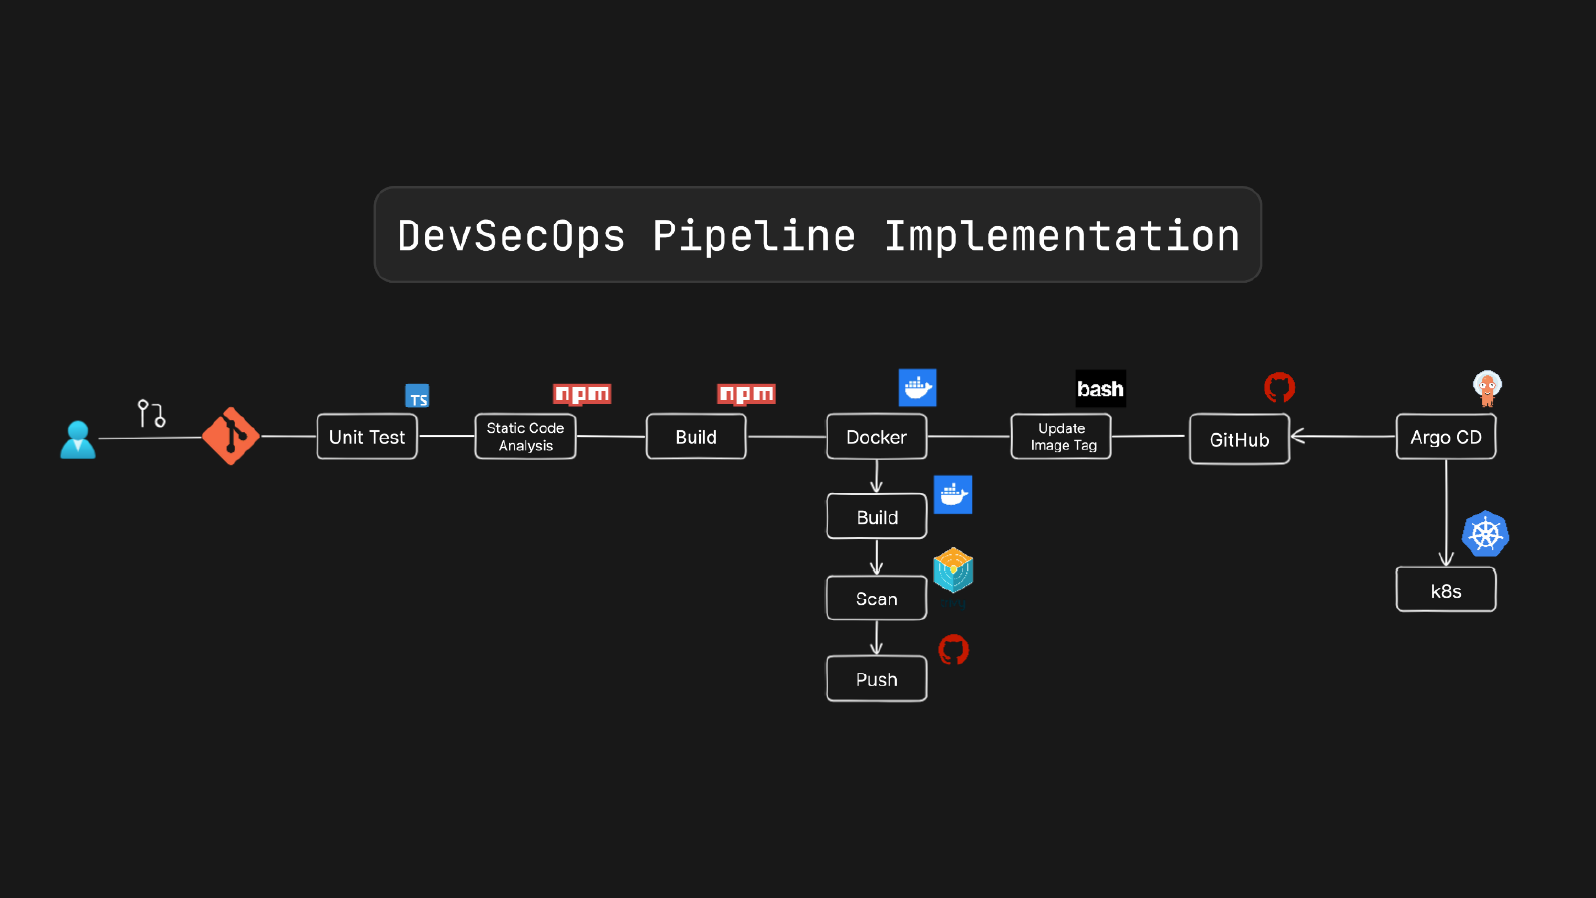 DevSecOps Pipeline Implementation
TS
npm
npm
bash
Unit Test
Static Code
Analysis
Build
Docker
Update
Image Tag
GitHub
Argo CD
Build
Scan
Push
k8s